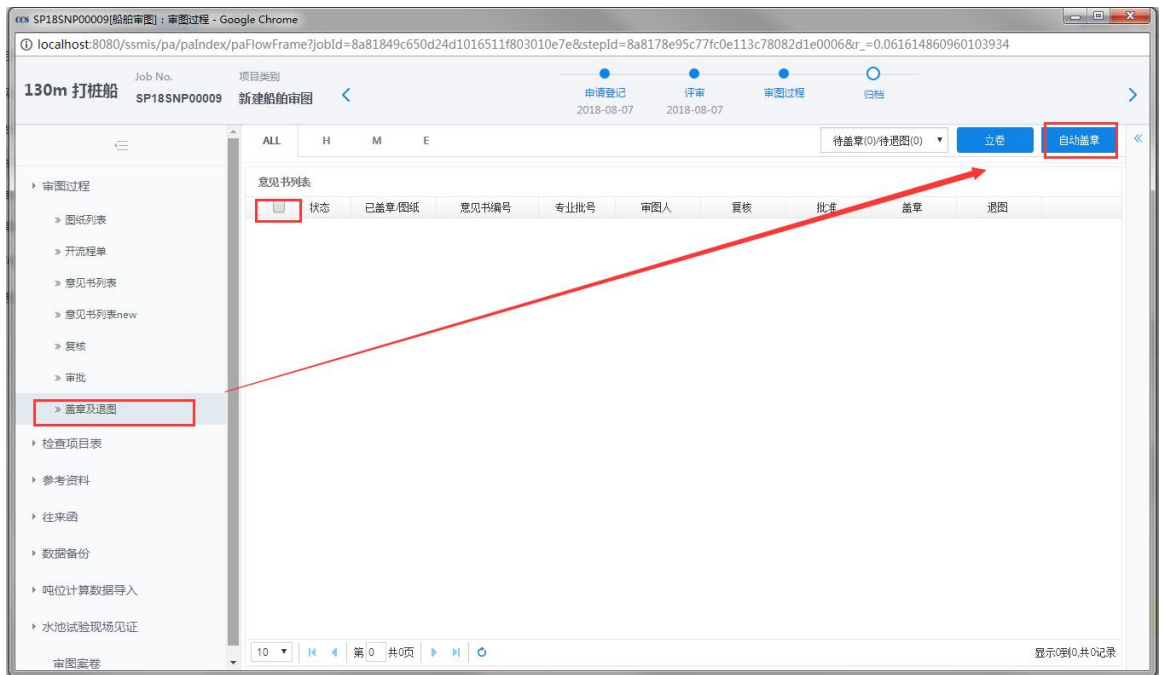 ccs SP18SNP00009[船舶审图]：审图过程 - Google Chrome
localhost:8080/ssmis/pa/paIndex/paFlowFrame?jobId=8a81849c650d24d1016511f803010e7e&stepId=8a8178e95c77fc0e113c78082d1e0006&r_=0.061614860960103934
130m 打桩船 Job No. SP18SNP00009 项目类别 新建船舶审图
申请登记 评审 审图过程 归档
2018-08-07 2018-08-07
ALL H M E 待盖章(0)/待退图(0) 立卷 自动盖章
意见书列表
状态 已盖章/图纸 意见书编号 专业批号 审图人 复核 批准 盖章 退图
审图过程
» 图纸列表
» 开流程单
» 意见书列表
» 意见书列表new
» 复核
» 审批
» 盖章及退图
检查项目表
参考资料
往来函
数据备份
吨位计算数据导入
水池试验现场见证
审图案卷
10 第 0 共0页 显示0到0,共0记录